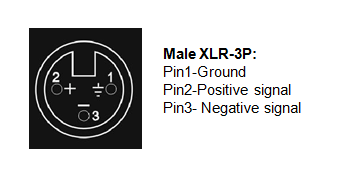 Male XLR-3P:
Pin1-Ground
Pin2-Positive signal
Pin3- Negative signal
2 1
+
−
3